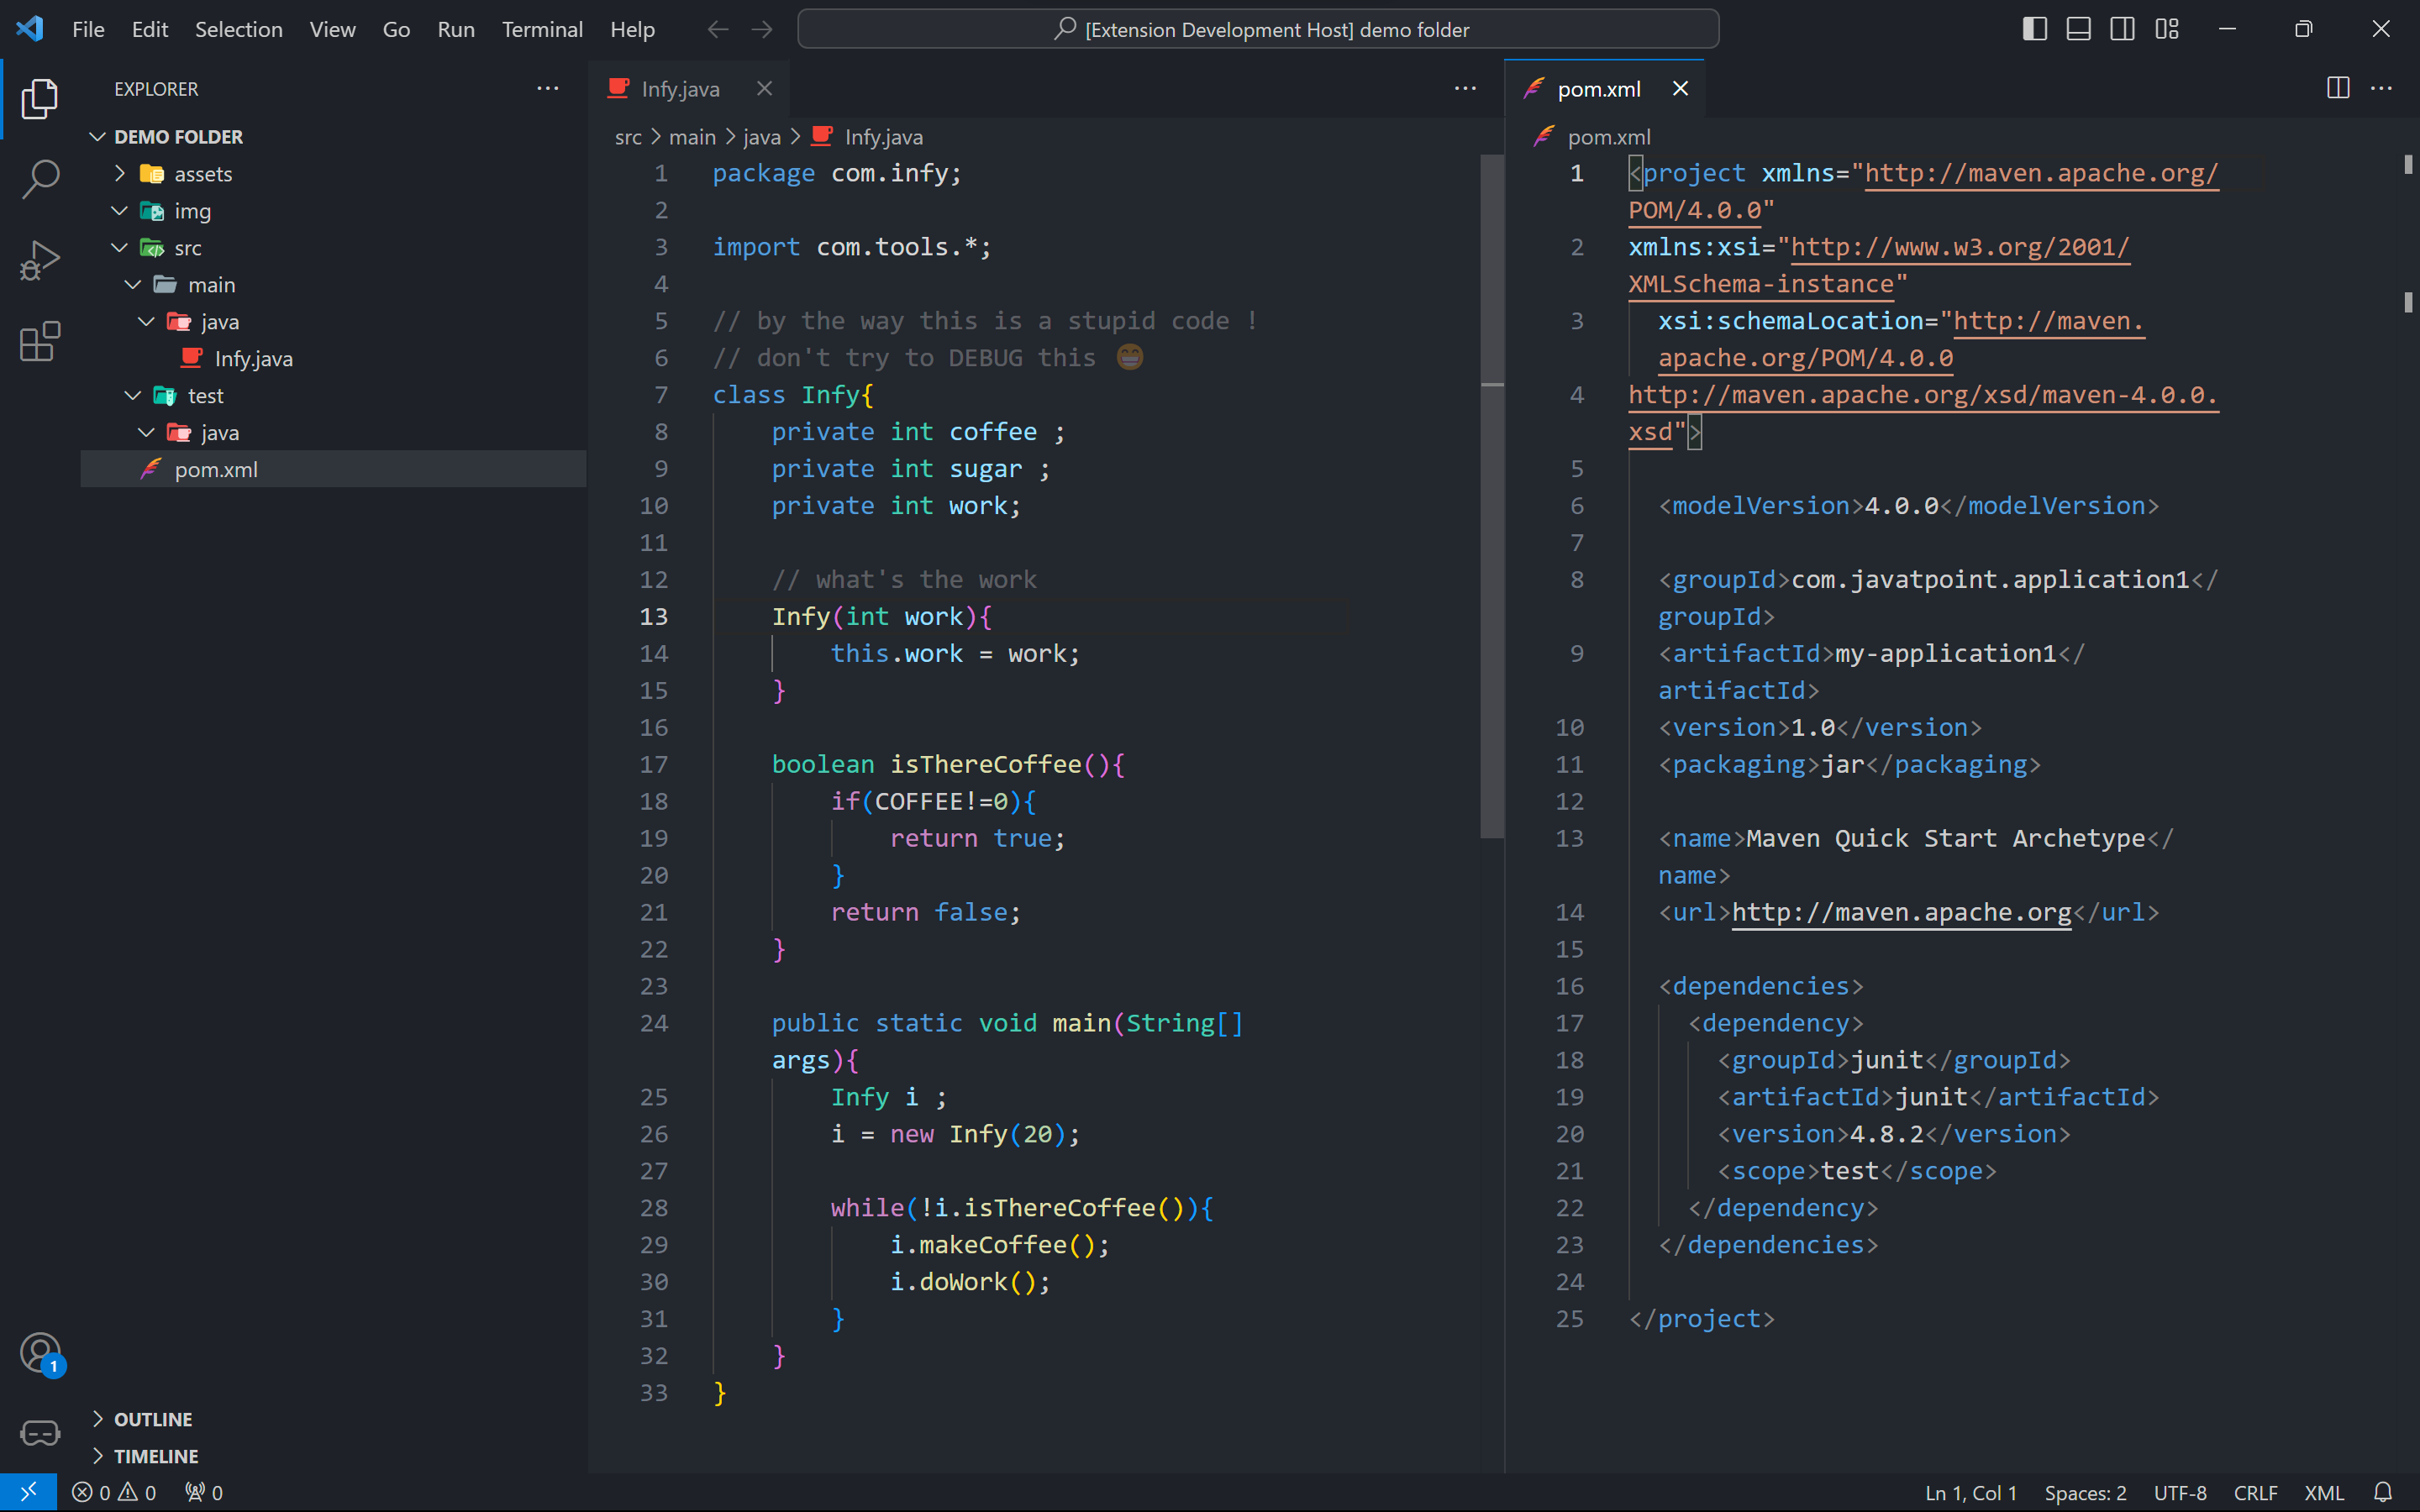 File Edit Selection View Go Run Terminal Help
[Extension Development Host] demo folder
EXPLORER
DEMO FOLDER
assets
img
src
main
java
Infy.java
test
java
pom.xml
OUTLINE
TIMELINE
Infy.java
src > main > java > Infy.java
1 package com.infy;
2
3 import com.tools.*;
4
5 // by the way this is a stupid code !
6 // don't try to DEBUG this 😁
7 class Infy{
8 private int coffee ;
9 private int sugar ;
10 private int work;
11
12 // what's the work
13 Infy(int work){
14 this.work = work;
15 }
16
17 boolean isThereCoffee(){
18 if(COFFEE!=0){
19 return true;
20 }
21 return false;
22 }
23
24 public static void main(String[]
args){
25 Infy i ;
26 i = new Infy(20);
27
28 while(!i.isThereCoffee()){
29 i.makeCoffee();
30 i.doWork();
31 }
32 }
33 }
pom.xml
pom.xml
1 <project xmlns="http://maven.apache.org/
POM/4.0.0"
2 xmlns:xsi="http://www.w3.org/2001/
XMLSchema-instance"
3 xsi:schemaLocation="http://maven.
apache.org/POM/4.0.0
4 http://maven.apache.org/xsd/maven-4.0.0.
xsd">
5
6 <modelVersion>4.0.0</modelVersion>
7
8 <groupId>com.javatpoint.application1</
groupId>
9 <artifactId>my-application1</
artifactId>
10 <version>1.0</version>
11 <packaging>jar</packaging>
12
13 <name>Maven Quick Start Archetype</
name>
14 <url>http://maven.apache.org</url>
15
16 <dependencies>
17 <dependency>
18 <groupId>junit</groupId>
19 <artifactId>junit</artifactId>
20 <version>4.8.2</version>
21 <scope>test</scope>
22 </dependency>
23 </dependencies>
24
25 </project>
1
0 0 0
Ln 1, Col 1 Spaces: 2 UTF-8 CRLF XML